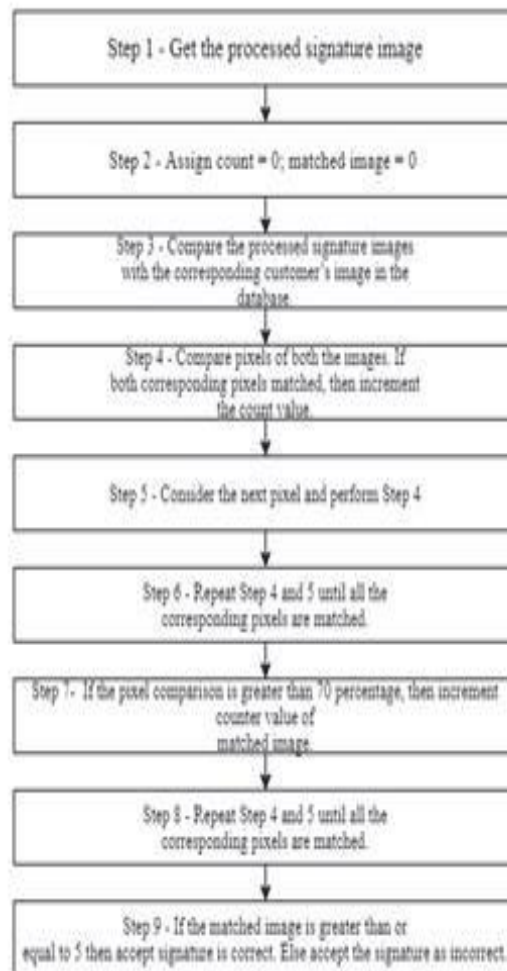 Step 1 - Get the processed signature image
Step 2 - Assign count = 0; matched image = 0
Step 3 - Compare the processed signature images
with the corresponding customer's image in the
database.
Step 4 - Compare pixels of both the images. If
both corresponding pixels matched, then increment
the count value.
Step 5 - Consider the next pixel and perform Step 4
Step 6 - Repeat Step 4 and 5 until all the
corresponding pixels are matched.
Step 7- If the pixel comparison is greater than 70 percentage, then increment
counter value of
matched image.
Step 8 - Repeat Step 4 and 5 until all the
corresponding pixels are matched.
Step 9 - If the matched image is greater than or
equal to 5 then accept signature is correct. Else accept the signature as incorrect.